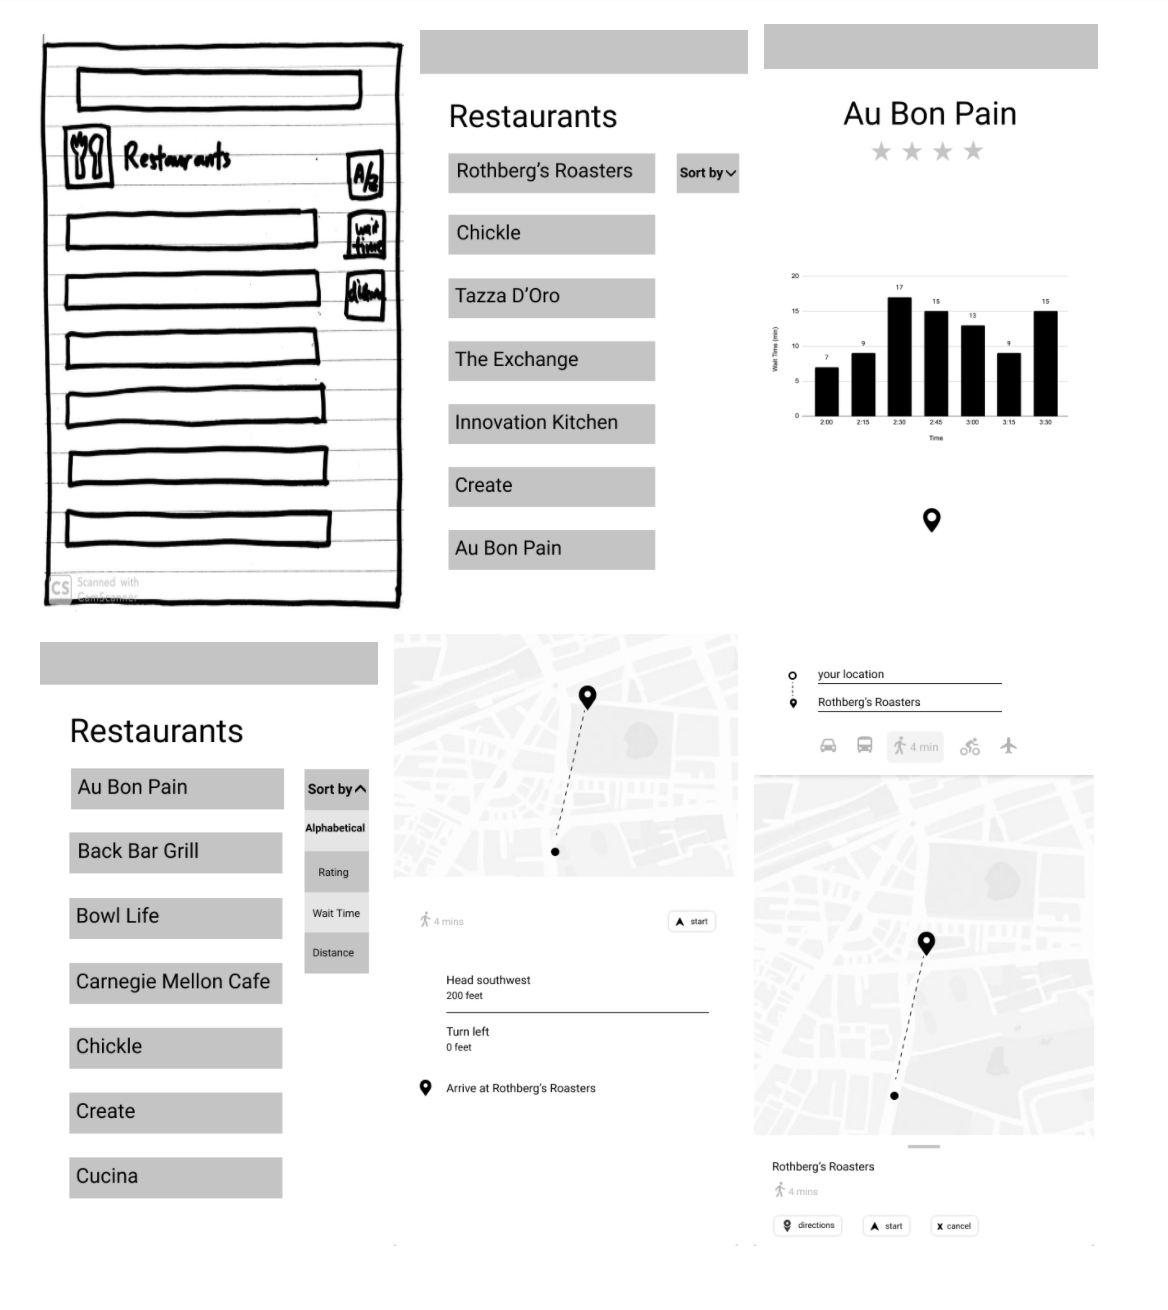 Restaurants
A/Z
wait
time
Scanned with
CamScanner
CS
Restaurants
Rothberg's Roasters
Sort by
Chickle
Tazza D'Oro
The Exchange
Innovation Kitchen
Create
Au Bon Pain
Au Bon Pain
20
17
15
15
15
13
10
9
9
7
5
0
Wait Time (min)
2:00 2:15 2:30 2:45 3:00 3:15 3:30
Time
Restaurants
Au Bon Pain
Sort by
Alphabetical
Back Bar Grill
Rating
Bowl Life
Wait Time
Distance
Carnegie Mellon Cafe
Chickle
Create
Cucina
4 mins
start
Head southwest
200 feet
Turn left
0 feet
Arrive at Rothberg's Roasters
your location
Rothberg's Roasters
4 min
Rothberg's Roasters
4 mins
directions
start
x cancel